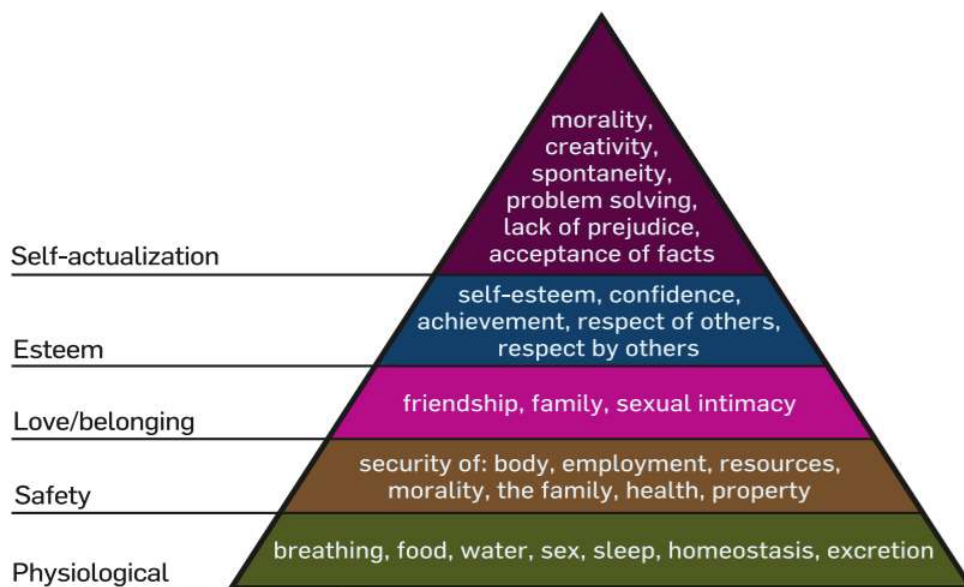 morality,
creativity,
spontaneity,
problem solving,
lack of prejudice,
acceptance of facts
Self-actualization
self-esteem, confidence,
achievement, respect of others,
respect by others
Esteem
friendship, family, sexual intimacy
Love/belonging
security of: body, employment, resources,
morality, the family, health, property
Safety
breathing, food, water, sex, sleep, homeostasis, excretion
Physiological